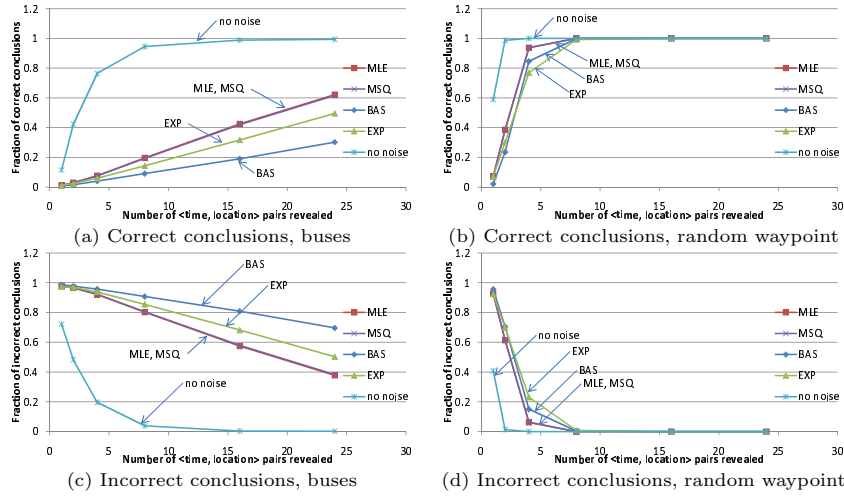 1.2
1
0.8
0.6
0.4
0.2
0
Fraction of correct conclusions
no noise
MLE, MSQ
EXP
BAS
MLE
MSQ
BAS
EXP
no noise
0 5 10 15 20 25 30
Number of <time, location> pairs revealed
(a) Correct conclusions, buses
1.2
1
0.8
0.6
0.4
0.2
0
Fraction of correct conclusions
no noise
MLE, MSQ
BAS
EXP
MLE
MSQ
BAS
EXP
no noise
0 5 10 15 20 25 30
Number of <time, location> pairs revealed
(b) Correct conclusions, random waypoint
1.2
1
0.8
0.6
0.4
0.2
0
Fraction of incorrect conclusions
BAS
EXP
MLE, MSQ
no noise
MLE
MSQ
BAS
EXP
no noise
0 5 10 15 20 25 30
Number of <time, location> pairs revealed
(c) Incorrect conclusions, buses
1.2
1
0.8
0.6
0.4
0.2
0
Fraction of incorrect conclusions
no noise
EXP
BAS
MLE, MSQ
MLE
MSQ
BAS
EXP
no noise
0 5 10 15 20 25 30
Number of <time, location> pairs revealed
(d) Incorrect conclusions, random waypoint